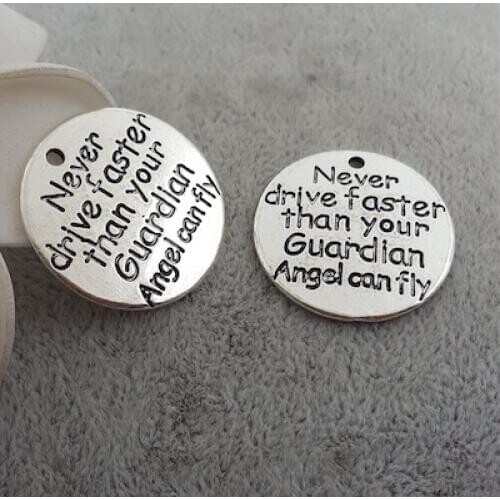 Never
drive faster
than your
Guardian
Angel can fly
Never
drive faster
than your
Guardian
Angel can fly